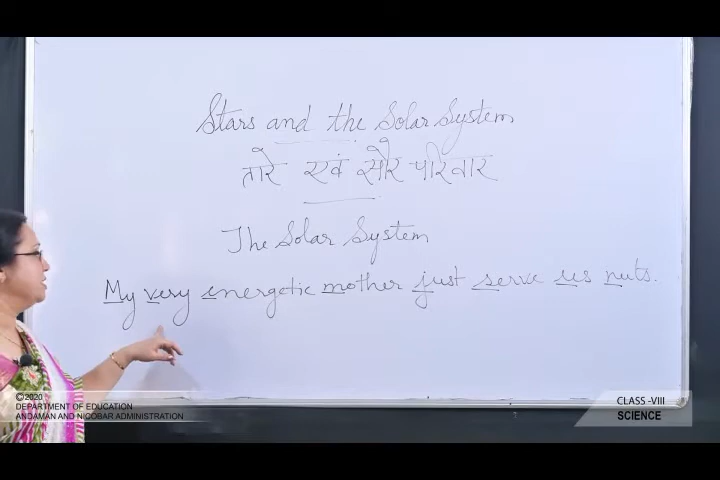 Stars and the Solar System
तारे एवं सौर परिवार
The Solar System
My very energetic mother just serve us nuts.
©2020
DEPARTMENT OF EDUCATION
ANDAMAN AND NICOBAR ADMINISTRATION
CLASS -VIII
SCIENCE